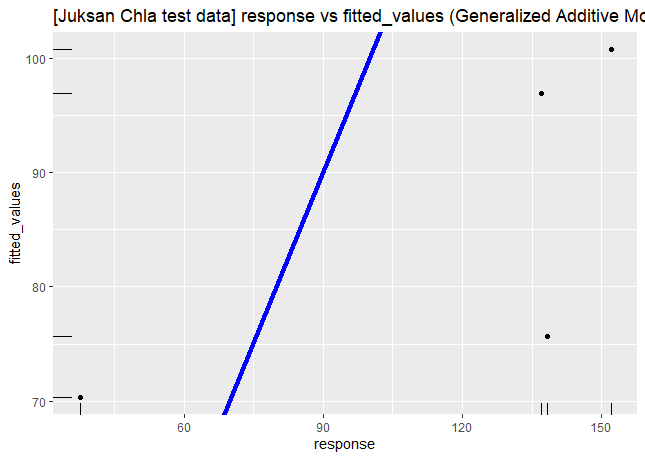 [Juksan Chla test data] response vs fitted_values (Generalized Additive Mo
100
90
80
70
fitted_values
60
90
120
150
response